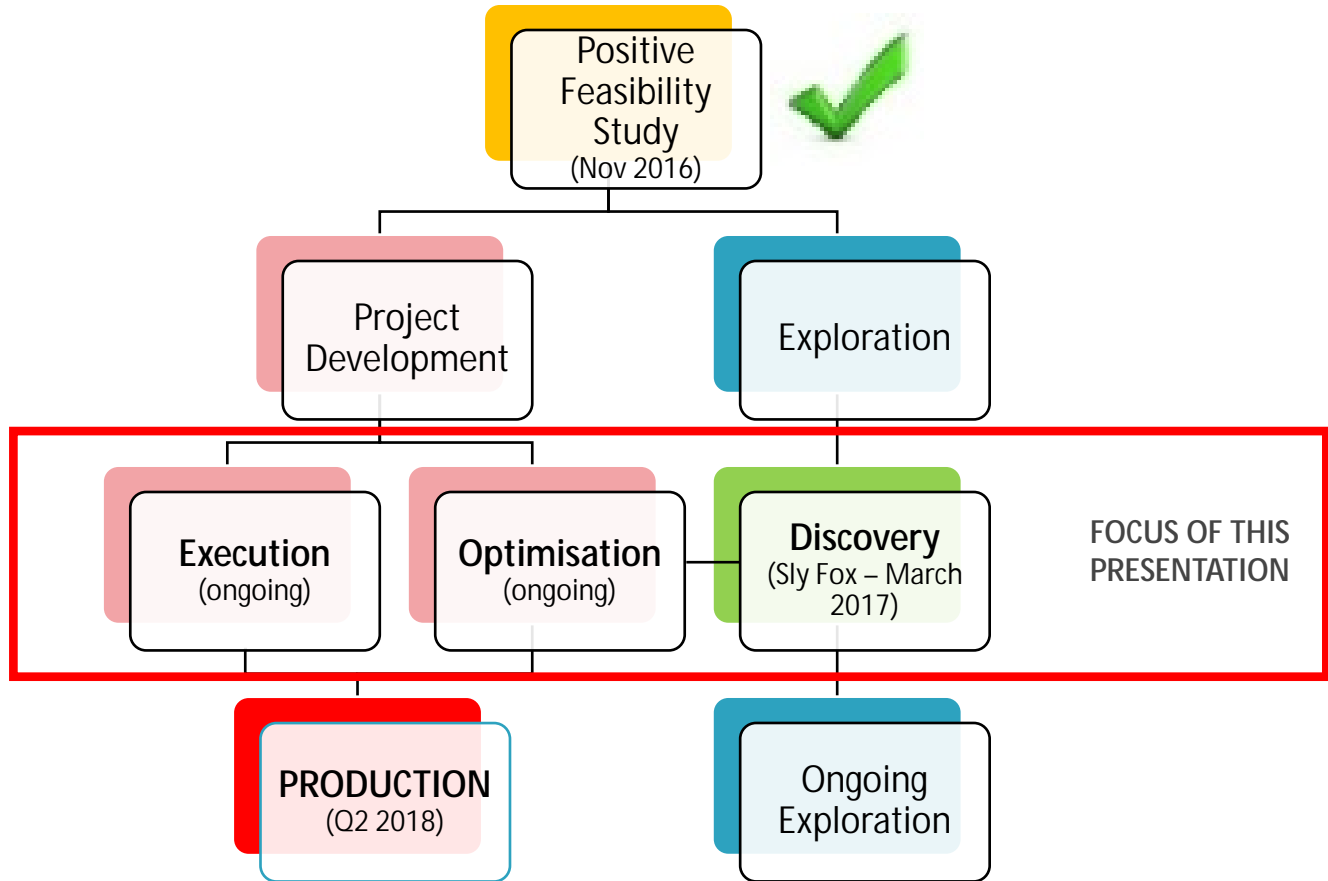 Positive
Feasibility
Study
(Nov 2016)
Project
Development
Exploration
Execution
(ongoing)
Optimisation
(ongoing)
Discovery
(Sly Fox – March
2017)
FOCUS OF THIS
PRESENTATION
PRODUCTION
(Q2 2018)
Ongoing
Exploration